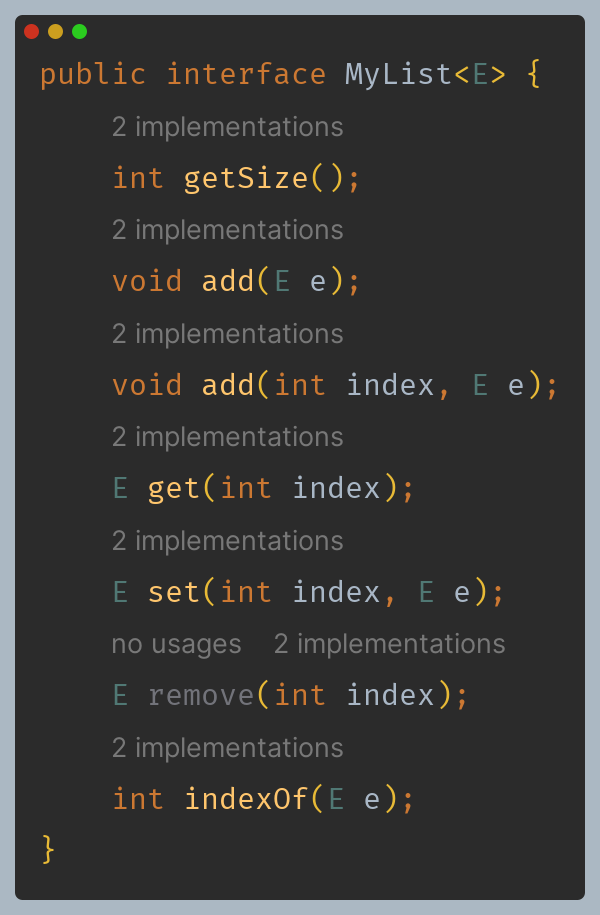 public interface MyList<E> {
2 implementations
int getSize();
2 implementations
void add(E e);
2 implementations
void add(int index, E e);
2 implementations
E get(int index);
2 implementations
E set(int index, E e);
no usages 2 implementations
E remove(int index);
2 implementations
int indexOf(E e);
}